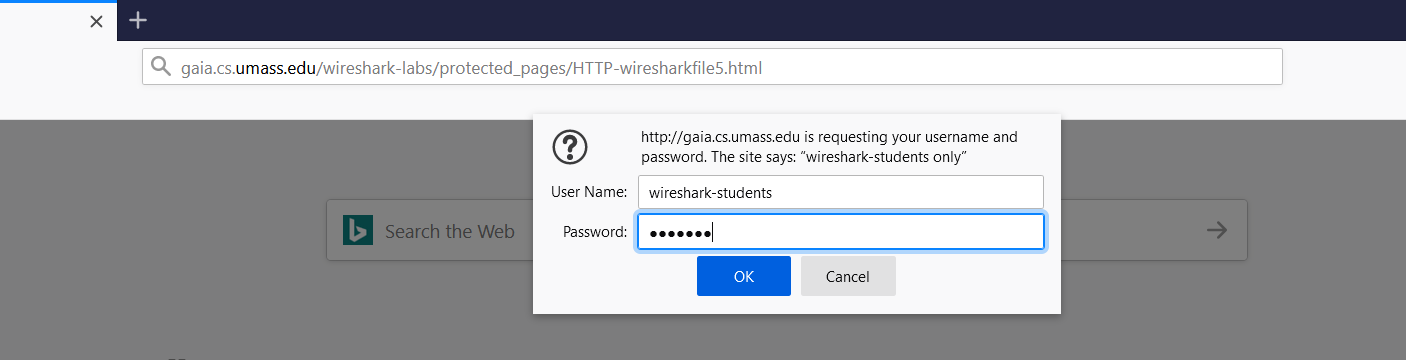 gaia.cs.umass.edu/wireshark-labs/protected_pages/HTTP-wiresharkfile5.html
http://gaia.cs.umass.edu is requesting your username and
password. The site says: “wireshark-students only”
User Name: wireshark-students
Password: •••••••
Search the Web
OK Cancel